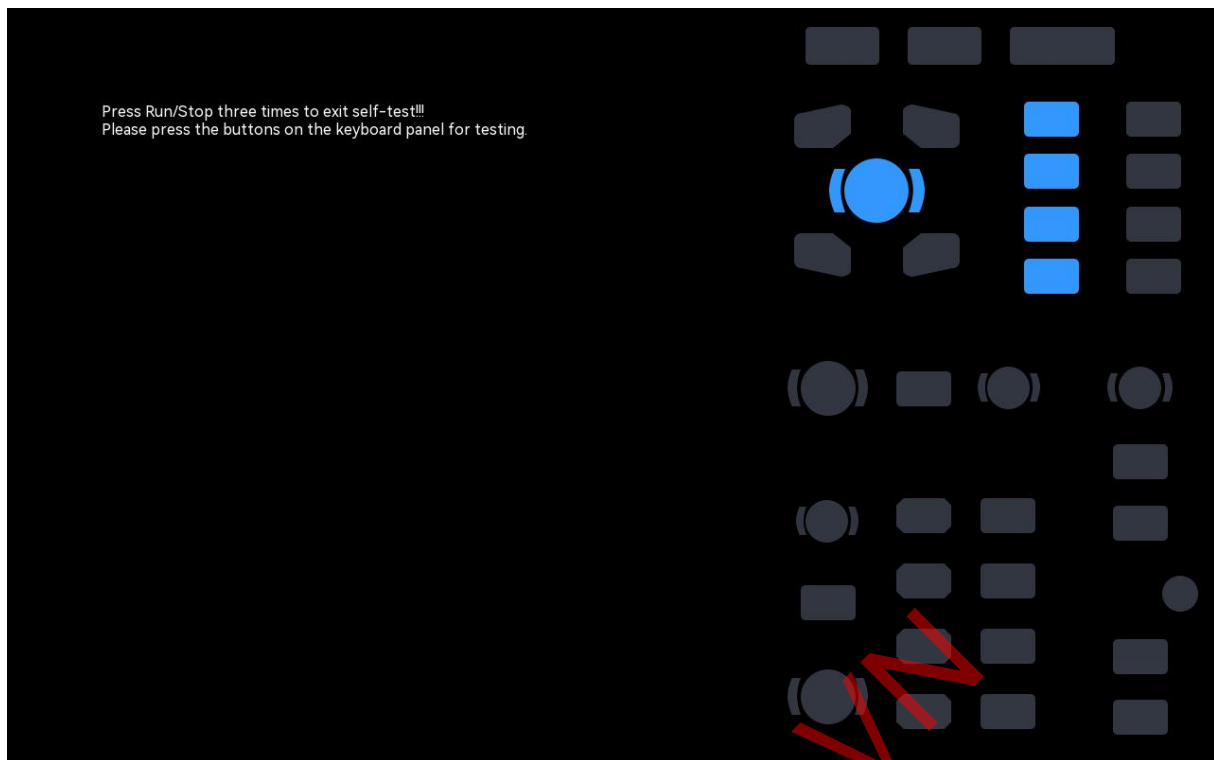 Press Run/Stop three times to exit self-test!!!
Please press the buttons on the keyboard panel for testing.
VN